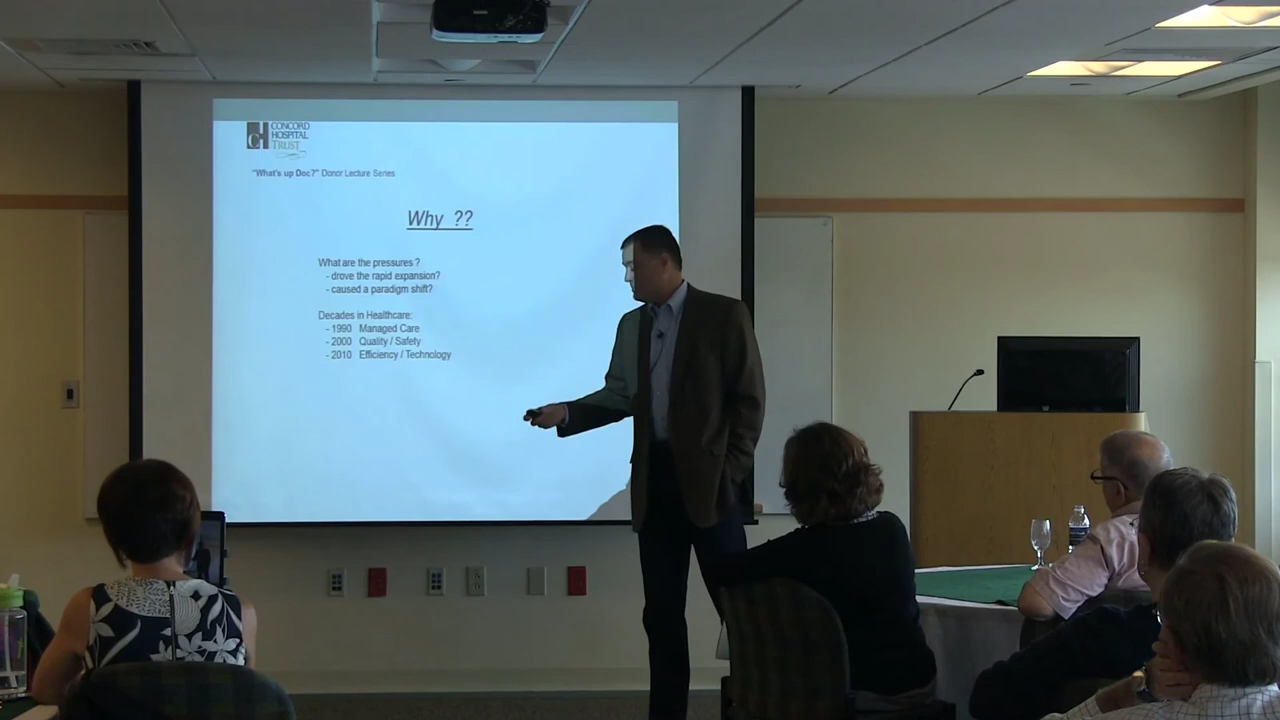 CONCORD
HOSPITAL
TRUST
"What's up Doc?" Donor Lecture Series
Why ??
What are the pressures ?
- drove the rapid expansion?
- caused a paradigm shift?
Decades in Healthcare:
- 1990 Managed Care
- 2000 Quality / Safety
- 2010 Efficiency / Technology